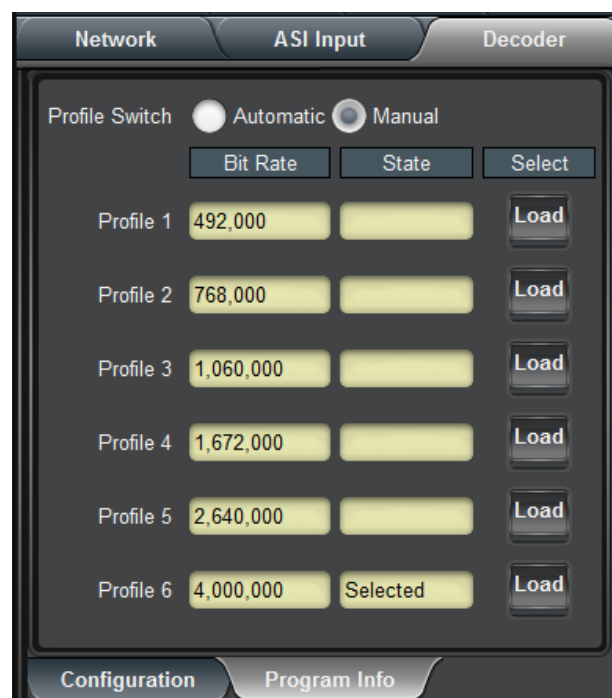 Network ASI Input Decoder
Profile Switch Automatic Manual
Bit Rate State Select
Profile 1 492,000 Load
Profile 2 768,000 Load
Profile 3 1,060,000 Load
Profile 4 1,672,000 Load
Profile 5 2,640,000 Load
Profile 6 4,000,000 Selected Load
Configuration Program Info